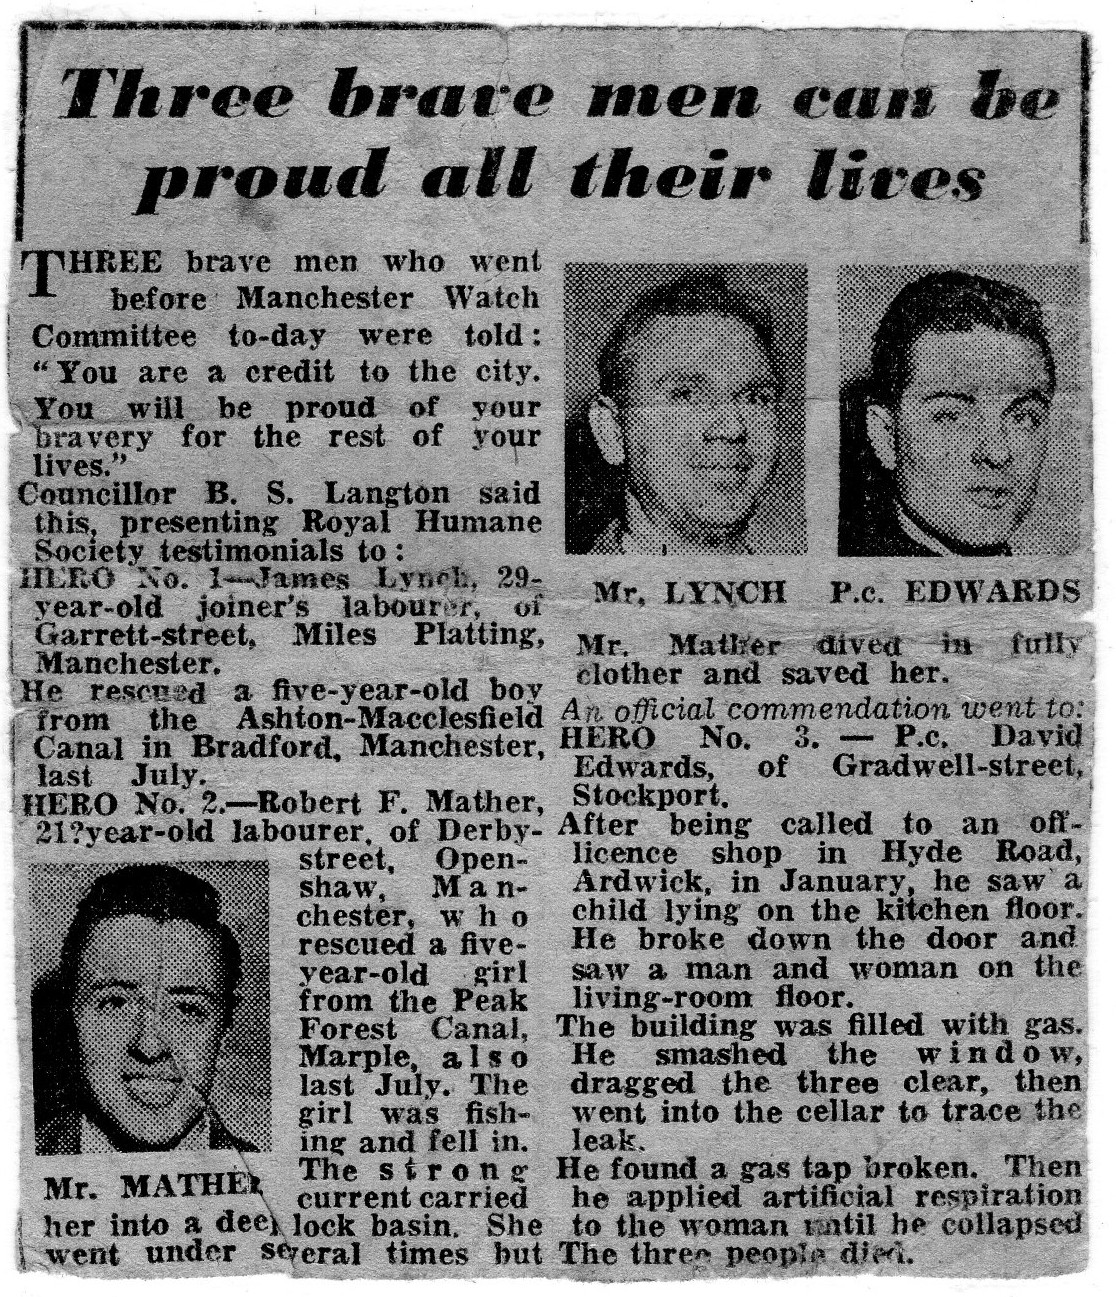 Three brave men can be
proud all their lives
THREE brave men who went
before Manchester Watch
Committee to-day were told:
"You are a credit to the city.
You will be proud of your
bravery for the rest of your
lives."
Councillor B. S. Langton said
this, presenting Royal Humane
Society testimonials to:
HERO No. 1—James Lynch, 29-
year-old joiner's labourer, of
Garrett-street, Miles Platting,
Manchester.
He rescued a five-year-old boy
from the Ashton-Macclesfield
Canal in Bradford, Manchester,
last July.
HERO No. 2.—Robert F. Mather,
21?year-old labourer, of Derby-
street, Open-
shaw, Man-
chester, who
rescued a five-
year-old girl
from the Peak
Forest Canal,
Marple, also
last July. The
girl was fish-
ing and fell in.
The strong
current carried
her into a deep lock basin. She
went under several times but
Mr. MATHER
Mr. LYNCH P.c. EDWARDS
Mr. Mather dived in fully
clother and saved her.
An official commendation went to:
HERO No. 3. — P.c. David
Edwards, of Gradwell-street,
Stockport.
After being called to an off-
licence shop in Hyde Road,
Ardwick, in January, he saw a
child lying on the kitchen floor.
He broke down the door and
saw a man and woman on the
living-room floor.
The building was filled with gas.
He smashed the window,
dragged the three clear, then
went into the cellar to trace the
leak.
He found a gas tap broken. Then
he applied artificial respiration
to the woman until he collapsed
The three people died.